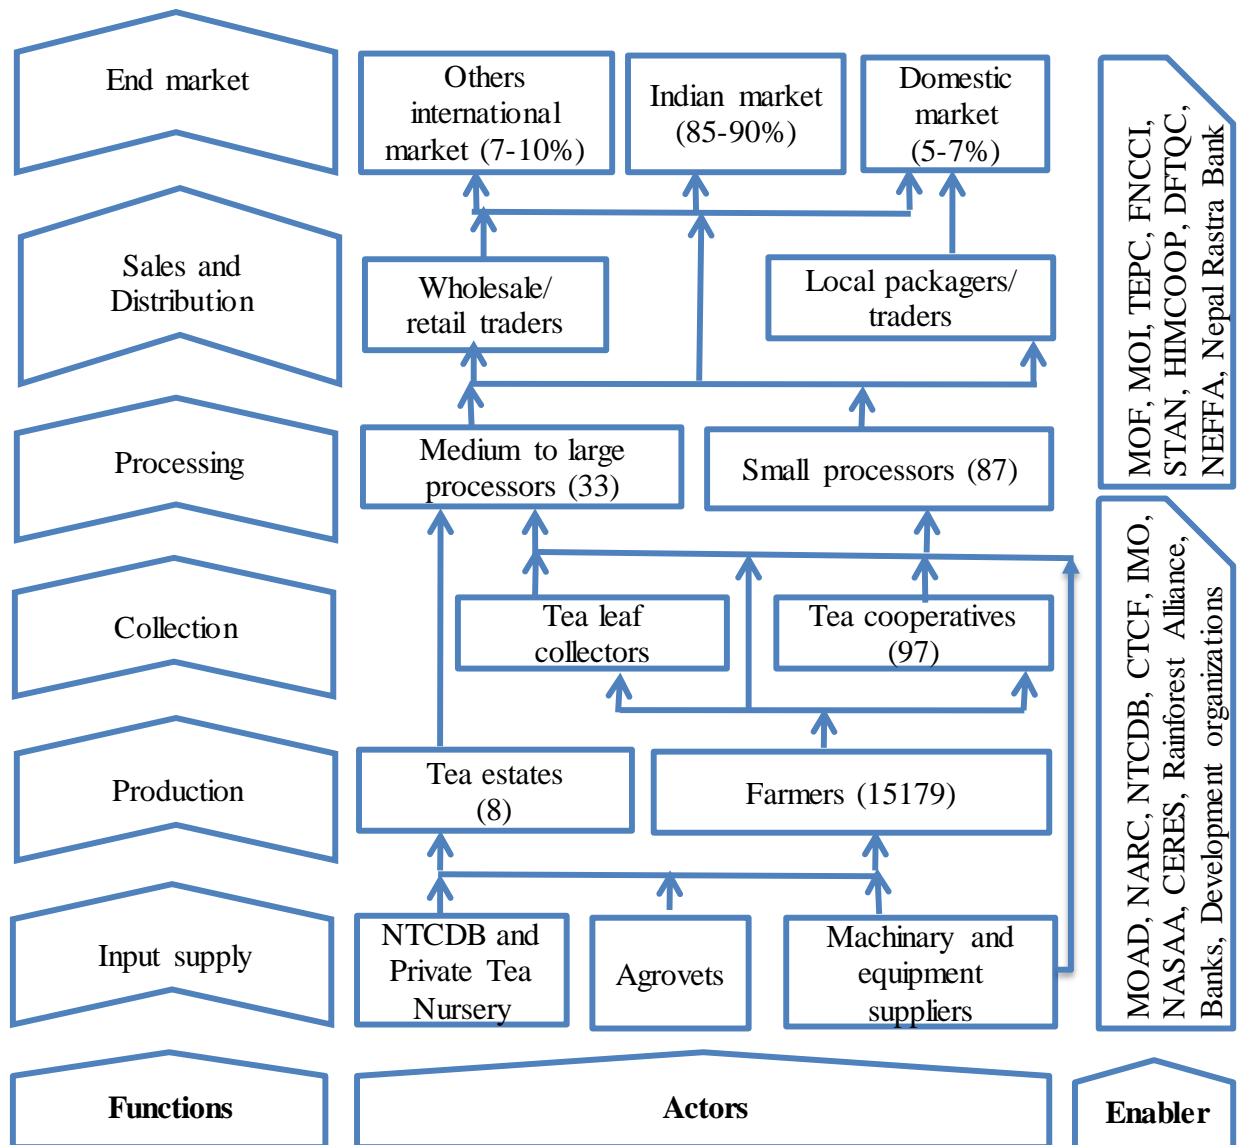 End market
Others
international
market (7-10%)
Indian market
(85-90%)
Domestic
market
(5-7%)
Sales and
Distribution
Wholesale/
retail traders
Local packagers/
traders
Processing
Medium to large
processors (33)
Small processors (87)
Collection
Tea leaf
collectors
Tea cooperatives
(97)
Production
Tea estates
(8)
Farmers (15179)
Input supply
NTCDB and
Private Tea
Nursery
Agrovets
Machinary and
equipment
suppliers
MOF, MOI, TEPC, FNCCI,
STAN, HIMCOOP, DFTQC,
NEFFA, Nepal Rastra Bank
MOAD, NARC, NTCDB, CTCF, IMO,
NASAA, CERES, Rainforest Alliance,
Banks, Development organizations
Functions
Actors
Enabler